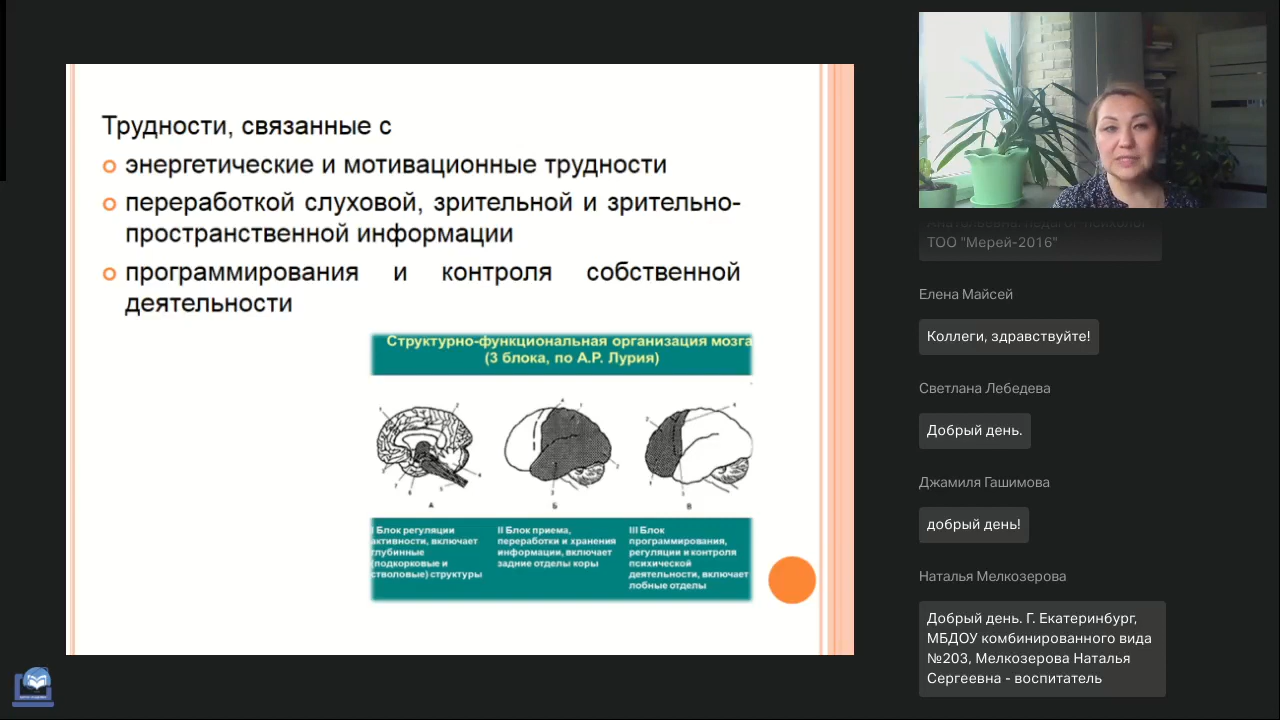 Трудности, связанные с
энергетические и мотивационные трудности
переработкой слуховой, зрительной и зрительно-
пространственной информации
программирования и контроля собственной
деятельности
Структурно-функциональная организация мозга
(3 блока, по А.Р. Лурия)
А
Б
В
I Блок регуляции
активности, включает
глубинные
(подкорковые и
стволовые) структуры
II Блок приема,
переработки и хранения
информации, включает
задние отделы коры
III Блок
программирования,
регуляции и контроля
психической
деятельности, включает
лобные отделы
ТОО "Мерей-2016"
Елена Майсей
Коллеги, здравствуйте!
Светлана Лебедева
Добрый день.
Джамиля Гашимова
добрый день!
Наталья Мелкозерова
Добрый день. Г. Екатеринбург,
МБДОУ комбинированного вида
№203, Мелкозерова Наталья
Сергеевна - воспитатель